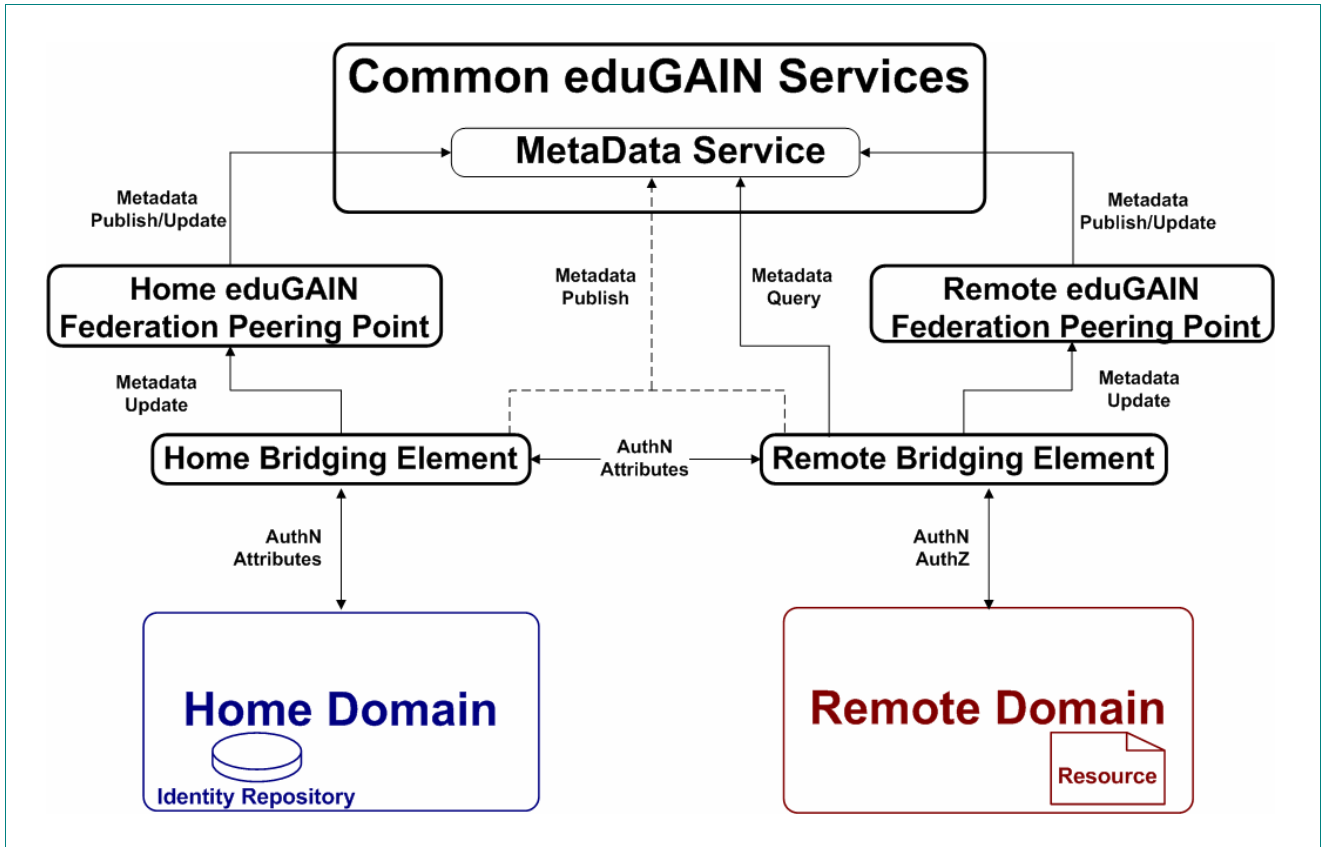 Common eduGAIN Services
MetaData Service
Metadata
Publish/Update
Metadata
Publish/Update
Home eduGAIN
Federation Peering Point
Metadata
Publish
Metadata
Query
Remote eduGAIN
Federation Peering Point
Metadata
Update
Metadata
Update
Home Bridging Element
AuthN
Attributes
Remote Bridging Element
AuthN
Attributes
AuthN
AuthZ
Home Domain
Identity Repository
Remote Domain
Resource